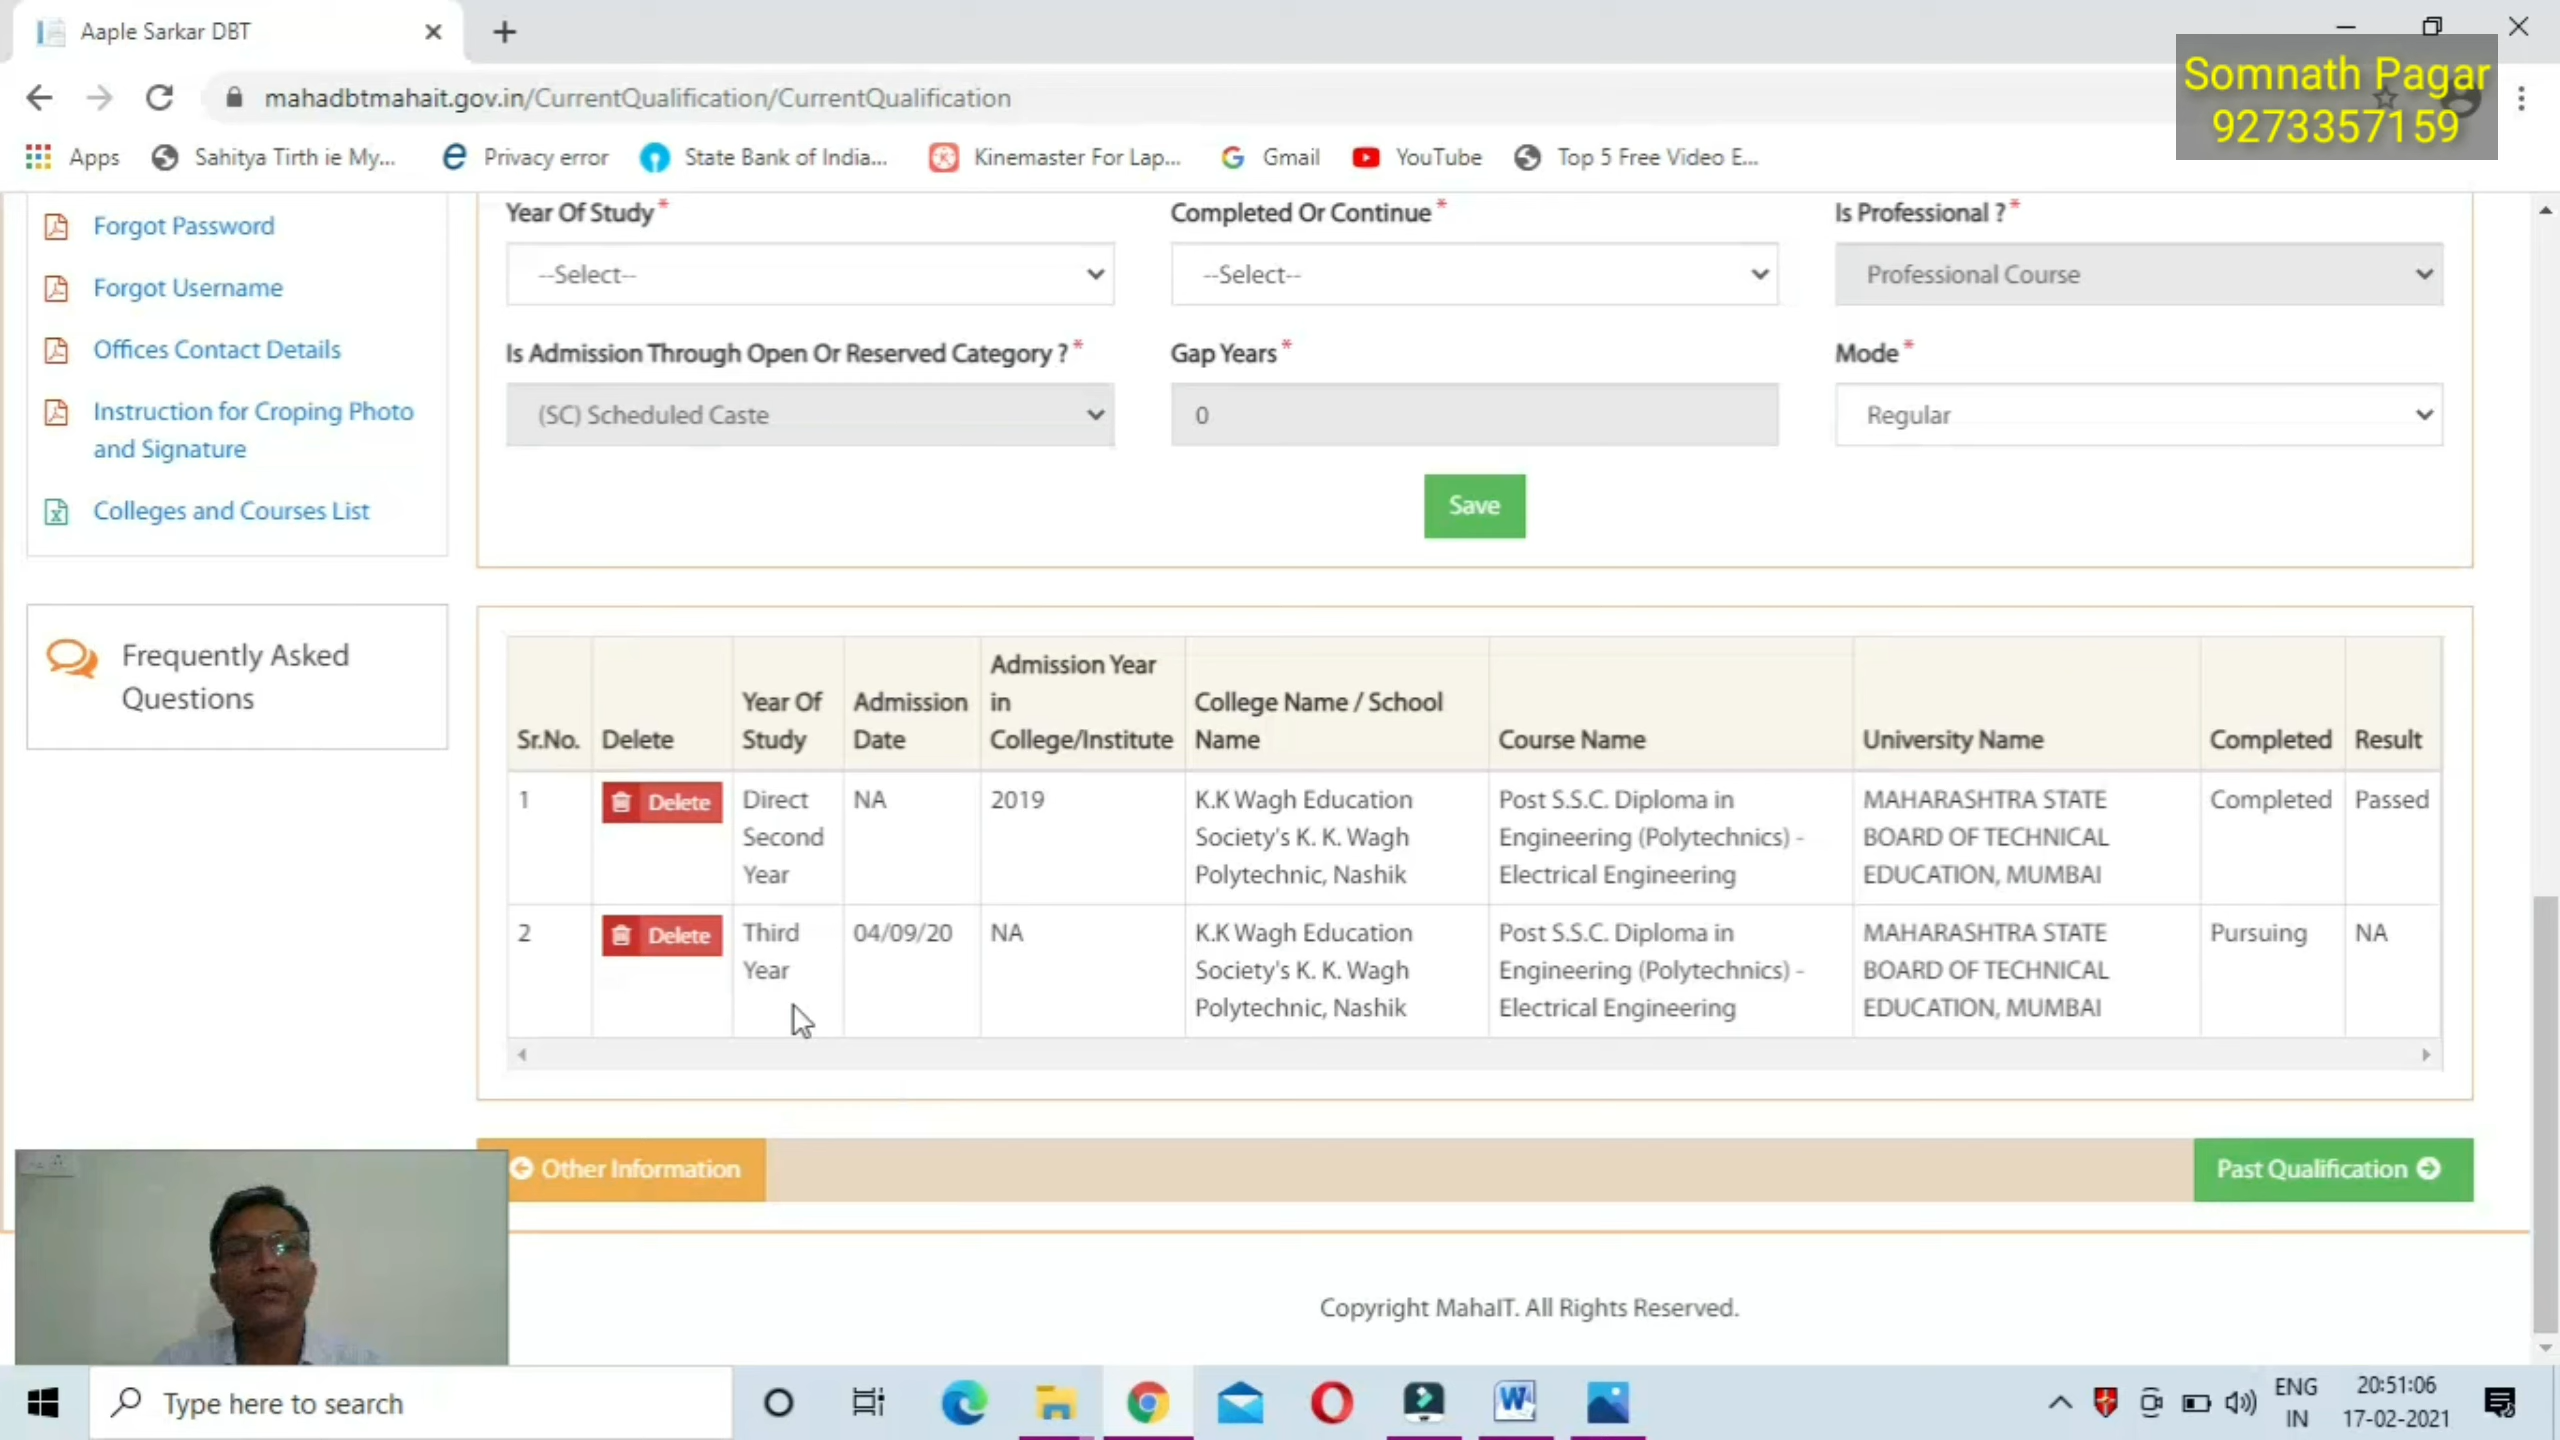 Aaple Sarkar DBT
Somnath Pagar
9273357159
mahadbtmahait.gov.in/CurrentQualification/CurrentQualification
Apps
Sahitya Tirth ie My...
Privacy error
State Bank of India...
Kinemaster For Lap...
Gmail
YouTube
Top 5 Free Video E...
Forgot Password
Forgot Username
Offices Contact Details
Instruction for Croping Photo
and Signature
Colleges and Courses List
Frequently Asked
Questions
Year Of Study *
Completed Or Continue *
Is Professional ? *
--Select--
--Select--
Professional Course
Is Admission Through Open Or Reserved Category ? *
Gap Years *
Mode *
(SC) Scheduled Caste
0
Regular
Save
Sr.No.
Delete
Year Of
Study
Admission
Date
Admission Year
in
College/Institute
College Name / School
Name
Course Name
University Name
Completed
Result
1
Delete
Direct
Second
Year
NA
2019
K.K Wagh Education
Society's K. K. Wagh
Polytechnic, Nashik
Post S.S.C. Diploma in
Engineering (Polytechnics) -
Electrical Engineering
MAHARASHTRA STATE
BOARD OF TECHNICAL
EDUCATION, MUMBAI
Completed
Passed
2
Delete
Third
Year
04/09/20
NA
K.K Wagh Education
Society's K. K. Wagh
Polytechnic, Nashik
Post S.S.C. Diploma in
Engineering (Polytechnics) -
Electrical Engineering
MAHARASHTRA STATE
BOARD OF TECHNICAL
EDUCATION, MUMBAI
Pursuing
NA
Other Information
Past Qualification
Copyright MahaIT. All Rights Reserved.
Type here to search
ENG
IN
20:51:06
17-02-2021